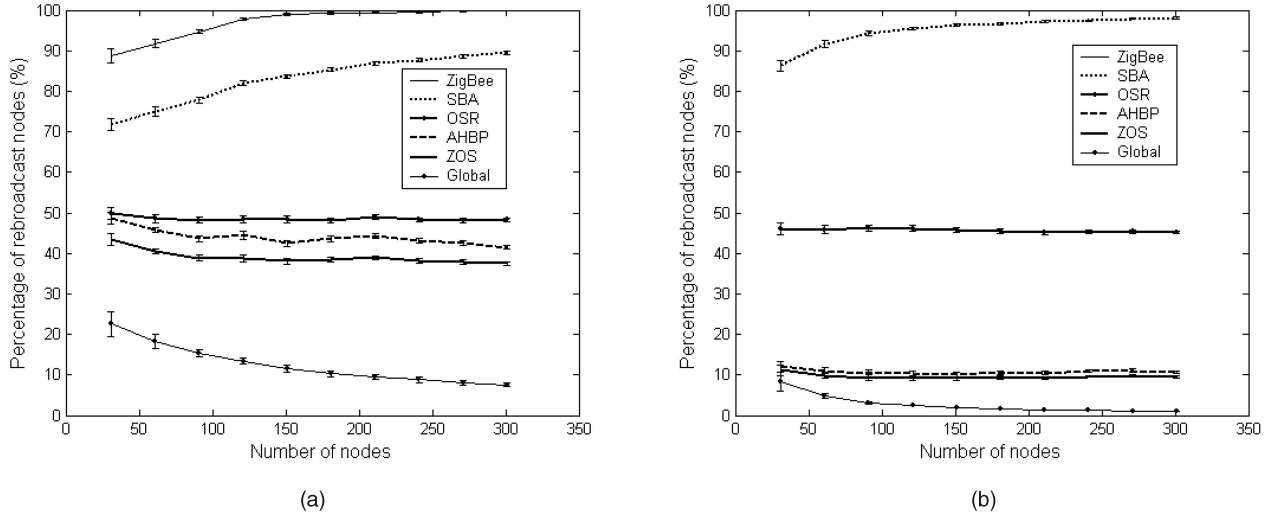 Percentage of rebroadcast nodes (%)
100
90
80
70
60
50
40
30
20
10
0
ZigBee
SBA
OSR
AHBP
ZOS
Global
0
50
100
150
200
250
300
350
Number of nodes
(a)
Percentage of rebroadcast nodes (%)
100
90
80
70
60
50
40
30
20
10
0
ZigBee
SBA
OSR
AHBP
ZOS
Global
0
50
100
150
200
250
300
350
Number of nodes
(b)